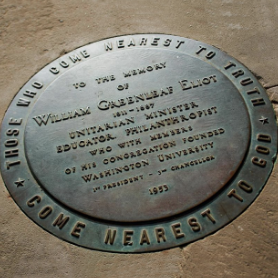 THOSE WHO COME NEAREST TO TRUTH
TO THE MEMORY
OF
WILLIAM GREENLEAF ELIOT
1811 - 1887
UNITARIAN MINISTER
EDUCATOR PHILANTHROPIST
WHO WITH MEMBERS
OF HIS CONGREGATION FOUNDED
WASHINGTON UNIVERSITY
1ST PRESIDENT - 3RD CHANCELLOR
1953
COME NEAREST TO GOD